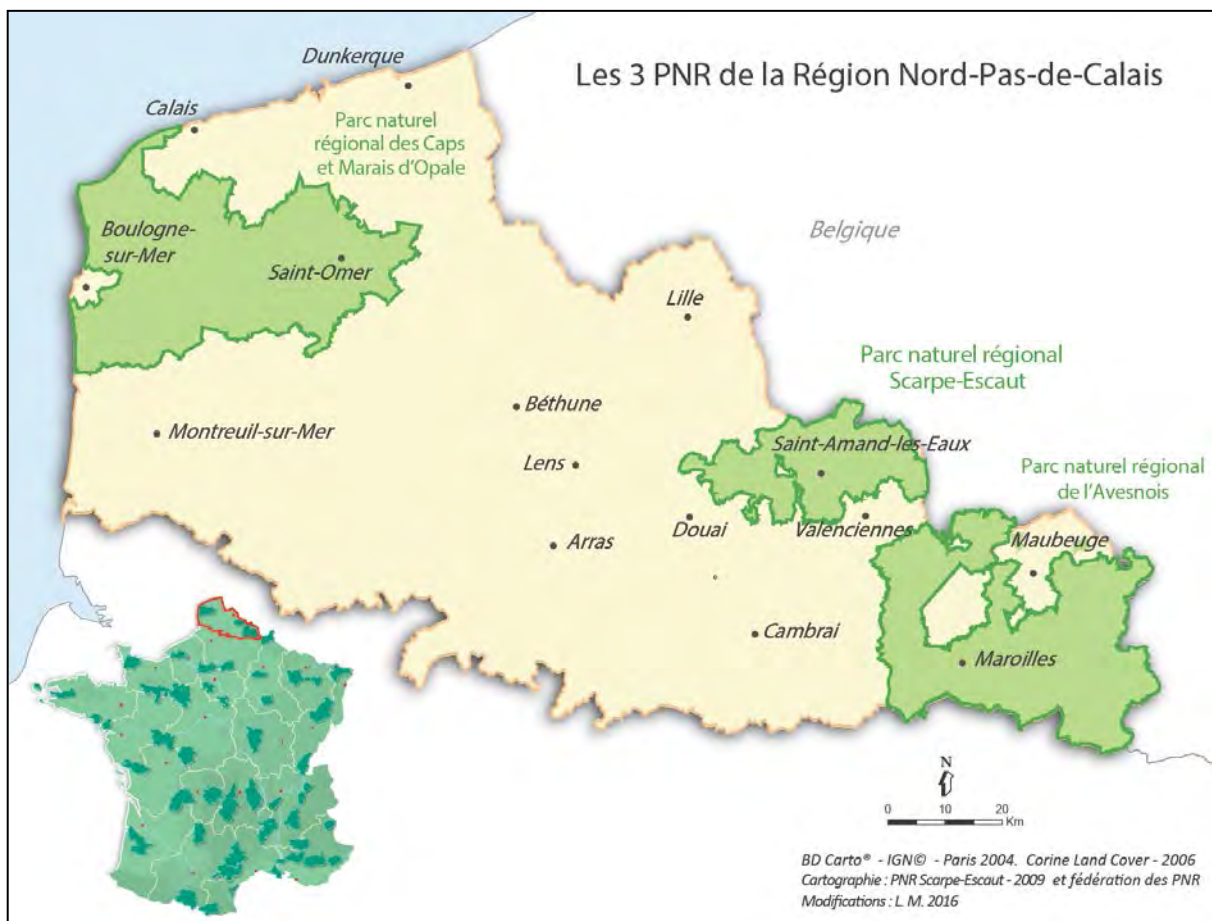 Les 3 PNR de la Région Nord-Pas-de-Calais
Dunkerque
Calais
Parc naturel
régional des Caps
et Marais d'Opale
Boulogne-
sur-Mer
Saint-Omer
Belgique
Lille
Parc naturel régional
Scarpe-Escaut
Béthune
Montreuil-sur-Mer
Saint-Amand-les-Eaux
Lens
Parc naturel régional
de l'Avesnois
Douai
Valenciennes
Arras
Maubeuge
Cambrai
Maroilles
N
0 10 20
Km
BD Carto® - IGN© - Paris 2004. Corine Land Cover - 2006
Cartographie : PNR Scarpe-Escaut - 2009 et fédération des PNR
Modifications : L. M. 2016